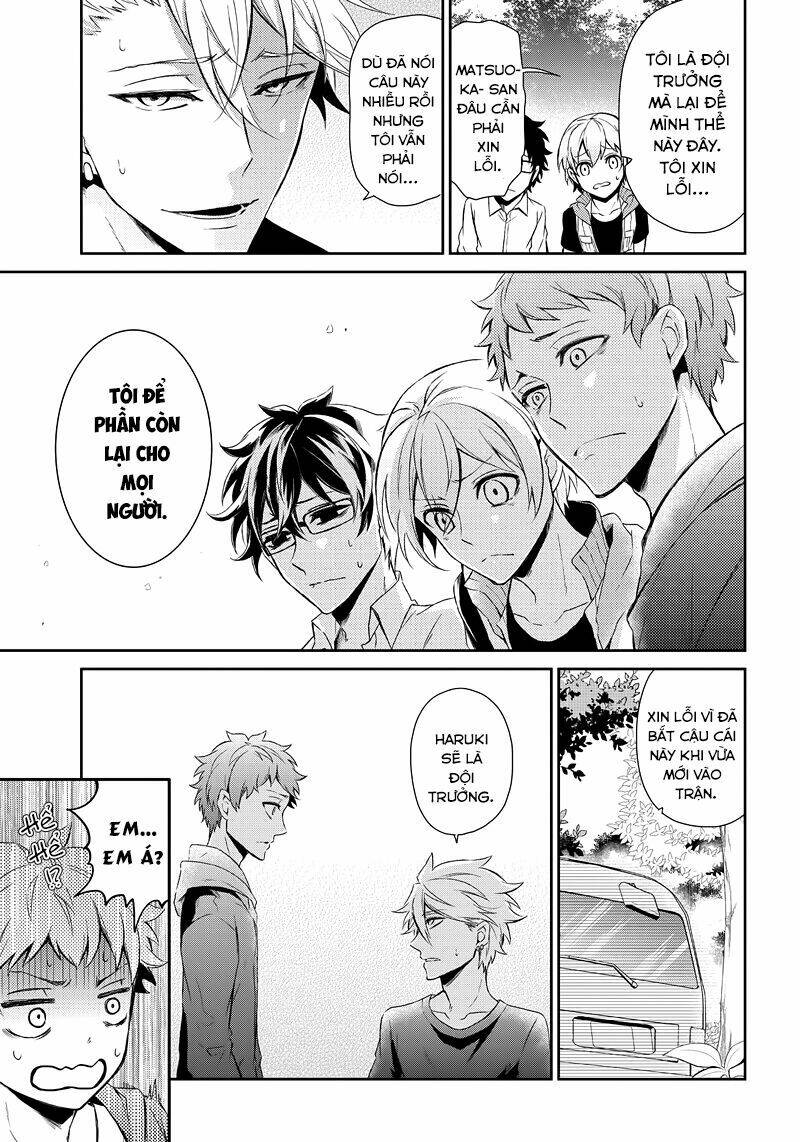 TÔI LÀ ĐỘI
TRƯỞNG
MÀ LẠI ĐỂ
MÌNH THẾ
NÀY ĐÂY.
TÔI XIN
LỖI...
MATSUO-
KA- SAN
ĐÂU CẦN
PHẢI
XIN
LỖI.
DÙ ĐÃ NÓI
CÂU NÀY
NHIỀU RỒI
NHƯNG
TÔI VẪN
PHẢI
NÓI...
TÔI ĐỂ
PHẦN CÒN
LẠI CHO
MỌI
NGƯỜI.
XIN LỖI VÌ ĐÃ
BẮT CẬU CÁI
NÀY KHI VỪA
MỚI VÀO
TRẬN.
HARUKI
SẼ LÀ
ĐỘI
TRƯỞNG.
EM...
EM Á?
HẾ
HẾ
!?